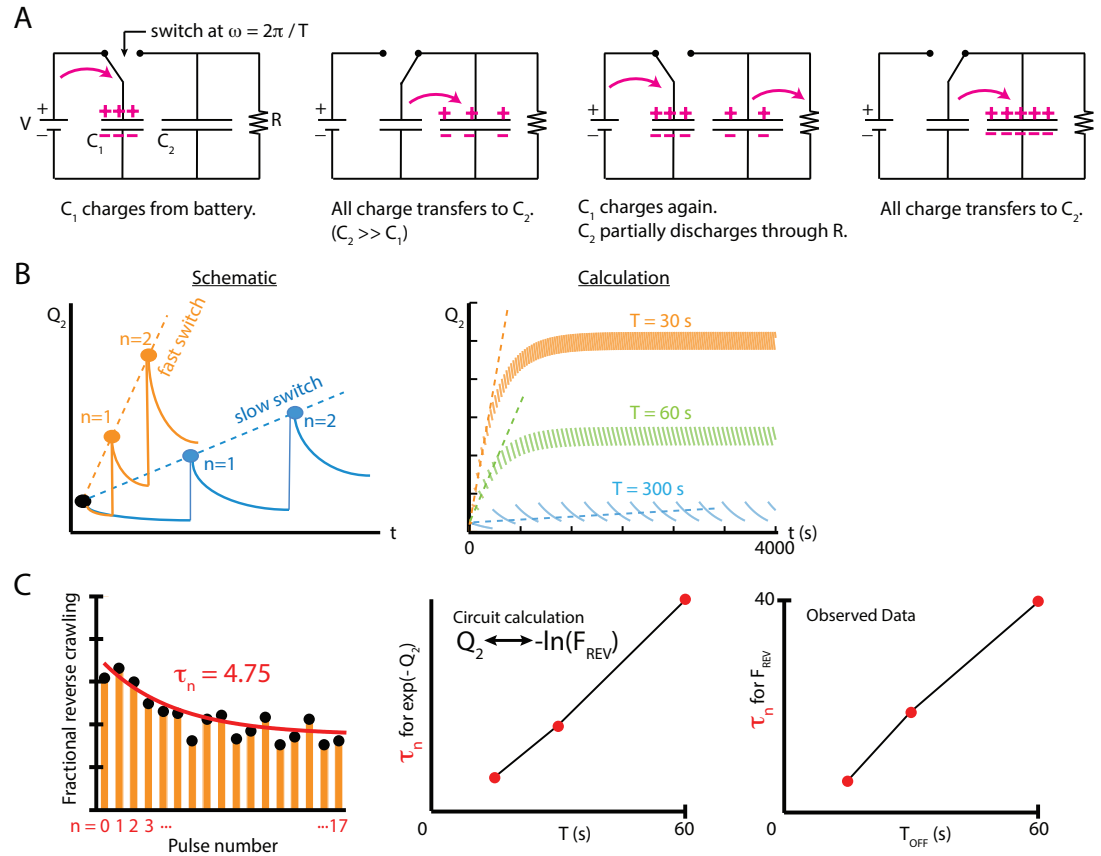 A
switch at ω = 2π / T
+
V
−
C1
C2
R
+
−
+
−
+
−
C1 charges from battery.
All charge transfers to C2.
(C2 >> C1)
C1 charges again.
C2 partially discharges through R.
All charge transfers to C2.
B
Schematic
Q2
n=2
fast switch
n=1
slow switch
n=2
n=1
t
Calculation
Q2
T = 30 s
T = 60 s
T = 300 s
0
t (s)
4000
C
Fractional reverse crawling
τn = 4.75
n = 0 1 2 3 ··· ···17
Pulse number
τn for exp(-Q2)
Circuit calculation
Q2 ⟷ -ln(FREV)
0
T (s)
60
τn for FREV
40
Observed Data
0
TOFF (s)
60